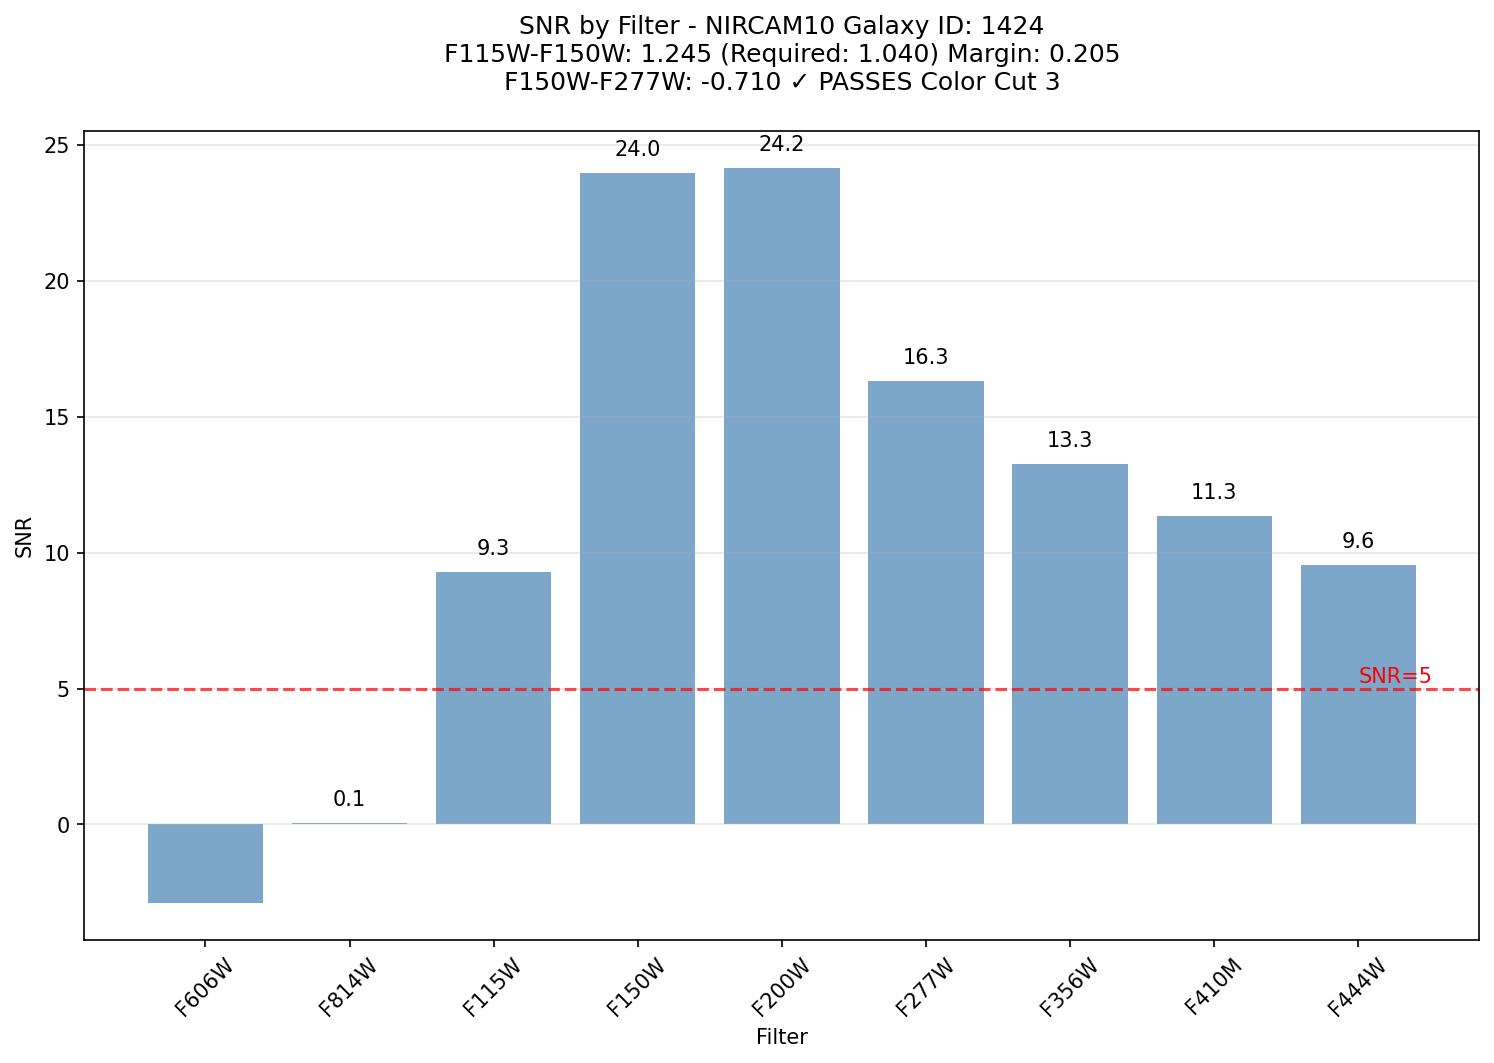 SNR by Filter - NIRCAM10 Galaxy ID: 1424
F115W-F150W: 1.245 (Required: 1.040) Margin: 0.205
F150W-F277W: -0.710 ✓ PASSES Color Cut 3
25
20
15
10
5
0
SNR
0.1
9.3
24.0
24.2
16.3
13.3
11.3
9.6
SNR=5
F606W
F814W
F115W
F150W
F200W
F277W
F356W
F410M
F444W
Filter